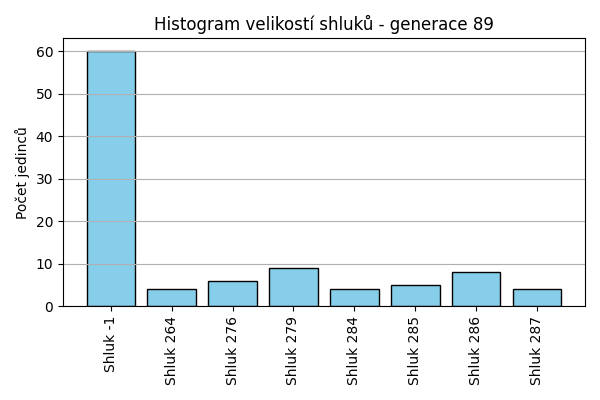 Histogram velikostí shluků - generace 89
Počet jedinců
60
50
40
30
20
10
0
Shluk -1
Shluk 264
Shluk 276
Shluk 279
Shluk 284
Shluk 285
Shluk 286
Shluk 287